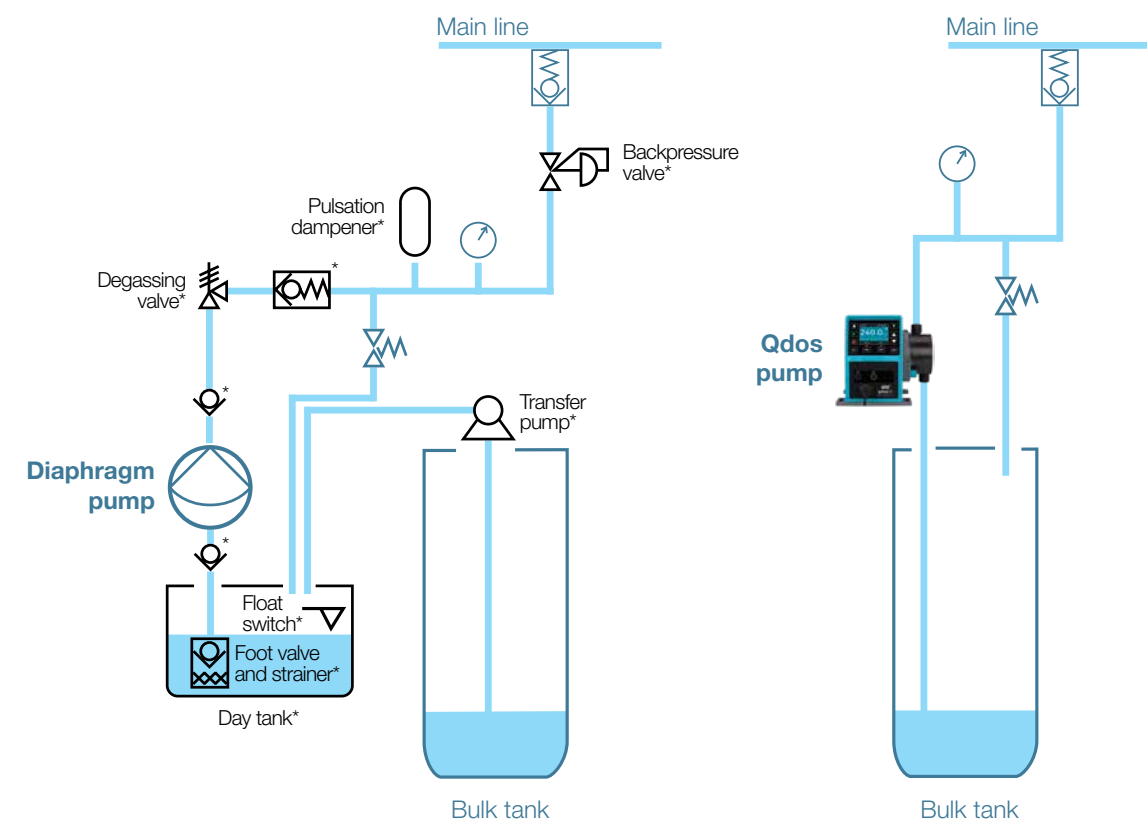 Main line
Backpressure
valve*
Pulsation
dampener*
*
Degassing
valve*
*
Transfer
pump*
Diaphragm
pump
*
Float
switch*
Foot valve
and strainer*
Day tank*
Bulk tank
Main line
Qdos
pump
Bulk tank